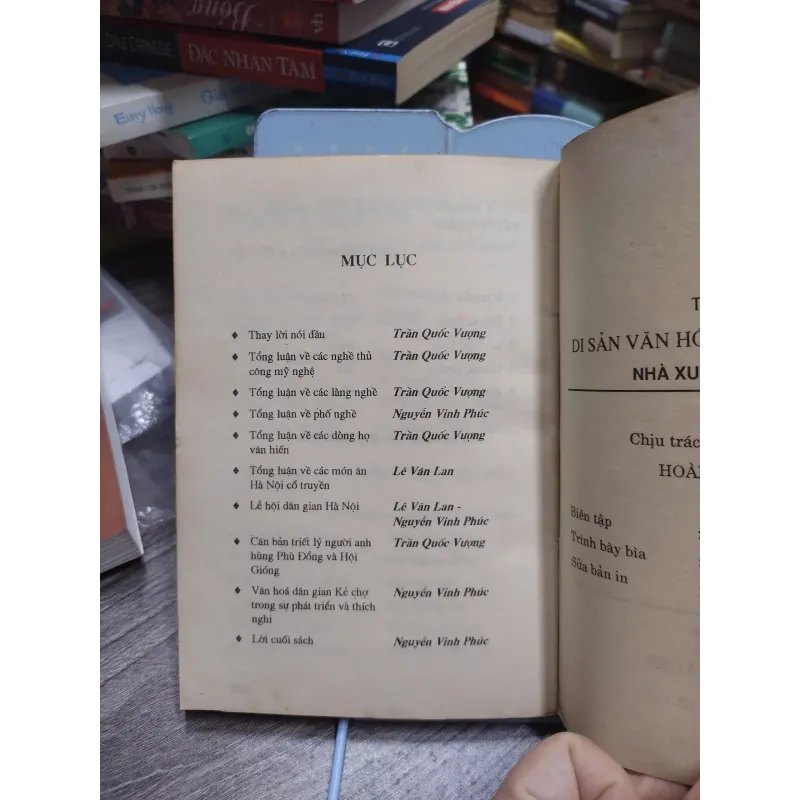 Bông
vh
DALE CARNEGIE
ĐẮC NHÂN TÂM
Euny Hong
MỤC LỤC
♦ Thay lời nói đầu Trần Quốc Vượng
♦ Tổng luận về các nghề thủ Trần Quốc Vượng
công mỹ nghệ
♦ Tổng luận về các làng nghề Trần Quốc Vượng
♦ Tổng luận về phố nghề Nguyễn Vinh Phúc
♦ Tổng luận về các dòng họ Trần Quốc Vượng
văn hiến
♦ Tổng luận về các món ăn Lê Văn Lan
Hà Nội cổ truyền
♦ Lễ hội dân gian Hà Nội Lê Văn Lan -
Nguyễn Vinh Phúc
♦ Căn bản triết lý người anh Trần Quốc Vượng
hùng Phù Đổng và Hội
Gióng
♦ Văn hoá dân gian Kẻ chợ Nguyễn Vinh Phúc
trong sự phát triển và thích
nghi
♦ Lời cuối sách Nguyễn Vinh Phúc
T
DI SẢN VĂN HÓ
NHÀ XU
Chịu trác
HOÀ
Biên tập
Trình bày bìa
Sửa bản in